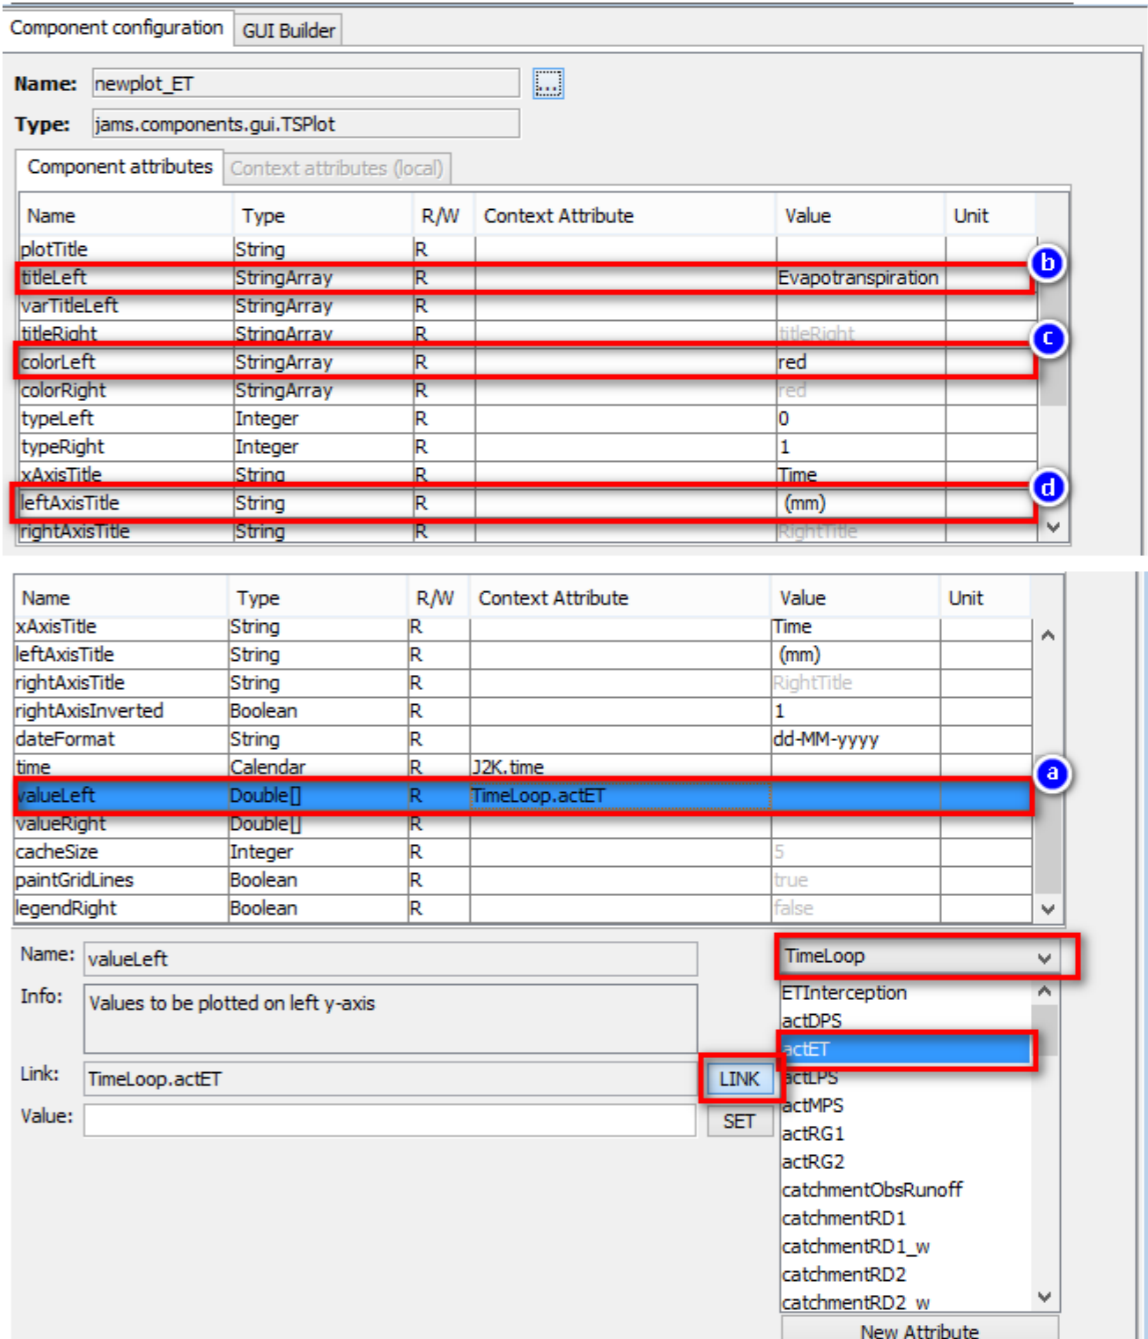 Component configuration GUI Builder
Name: newplot_ET ...
Type: jams.components.gui.TSPlot
Component attributes Context attributes (local)
Name Type R/W Context Attribute Value Unit
plotTitle String R
titleLeft StringArray R Evapotranspiration b
varTitleLeft StringArray R
titleRight StringArray R titleRight
colorLeft StringArray R red c
colorRight StringArray R red
typeLeft Integer R 0
typeRight Integer R 1
xAxisTitle String R Time
leftAxisTitle String R (mm) d
rightAxisTitle String R RightTitle
Name Type R/W Context Attribute Value Unit
xAxisTitle String R Time
leftAxisTitle String R (mm)
rightAxisTitle String R RightTitle
rightAxisInverted Boolean R 1
dateFormat String R dd-MM-yyyy
time Calendar R J2K.time
valueLeft Double[] R TimeLoop.actET a
valueRight Double[] R
cacheSize Integer R 5
paintGridLines Boolean R true
legendRight Boolean R false
Name: valueLeft TimeLoop
Info: Values to be plotted on left y-axis
Link: TimeLoop.actET LINK
Value: SET
ETInterception
actDPS
actET
actLPS
actMPS
actRG1
actRG2
catchmentObsRunoff
catchmentRD1
catchmentRD1_w
catchmentRD2
catchmentRD2_w
New Attribute